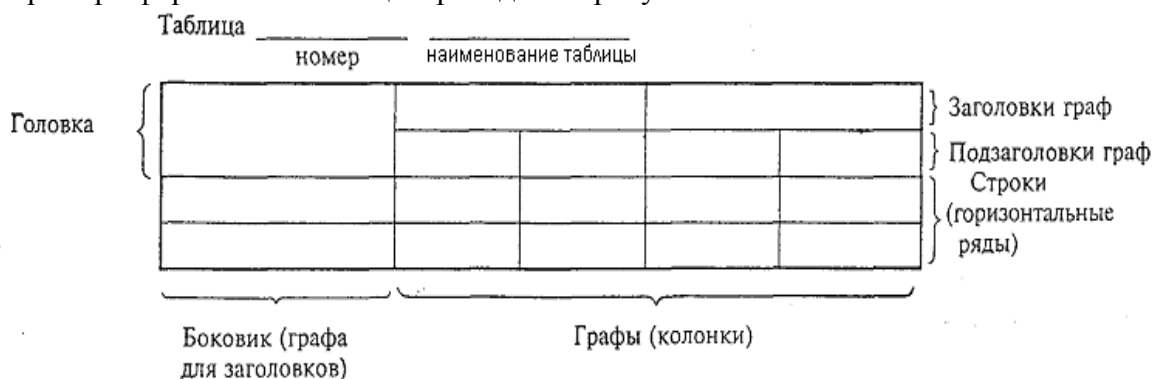 Таблица
номер
наименование таблицы
Головка
Заголовки граф
Подзаголовки граф
Строки
(горизонтальные
ряды)
Боковик (графа
для заголовков)
Графы (колонки)